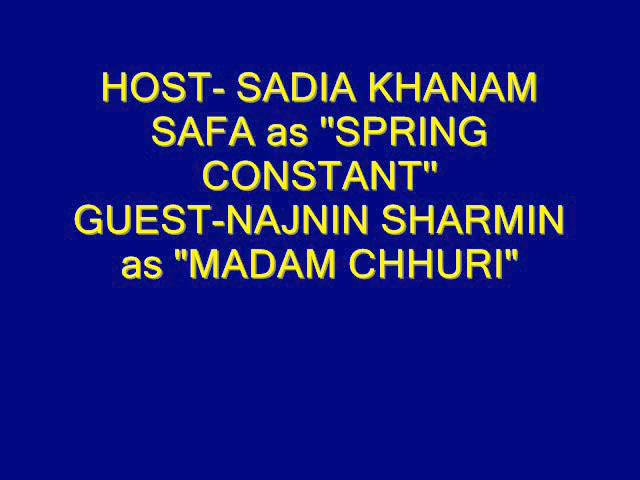 HOST- SADIA KHANAM
SAFA as "SPRING
CONSTANT"
GUEST-NAJNIN SHARMIN
as "MADAM CHHURI"